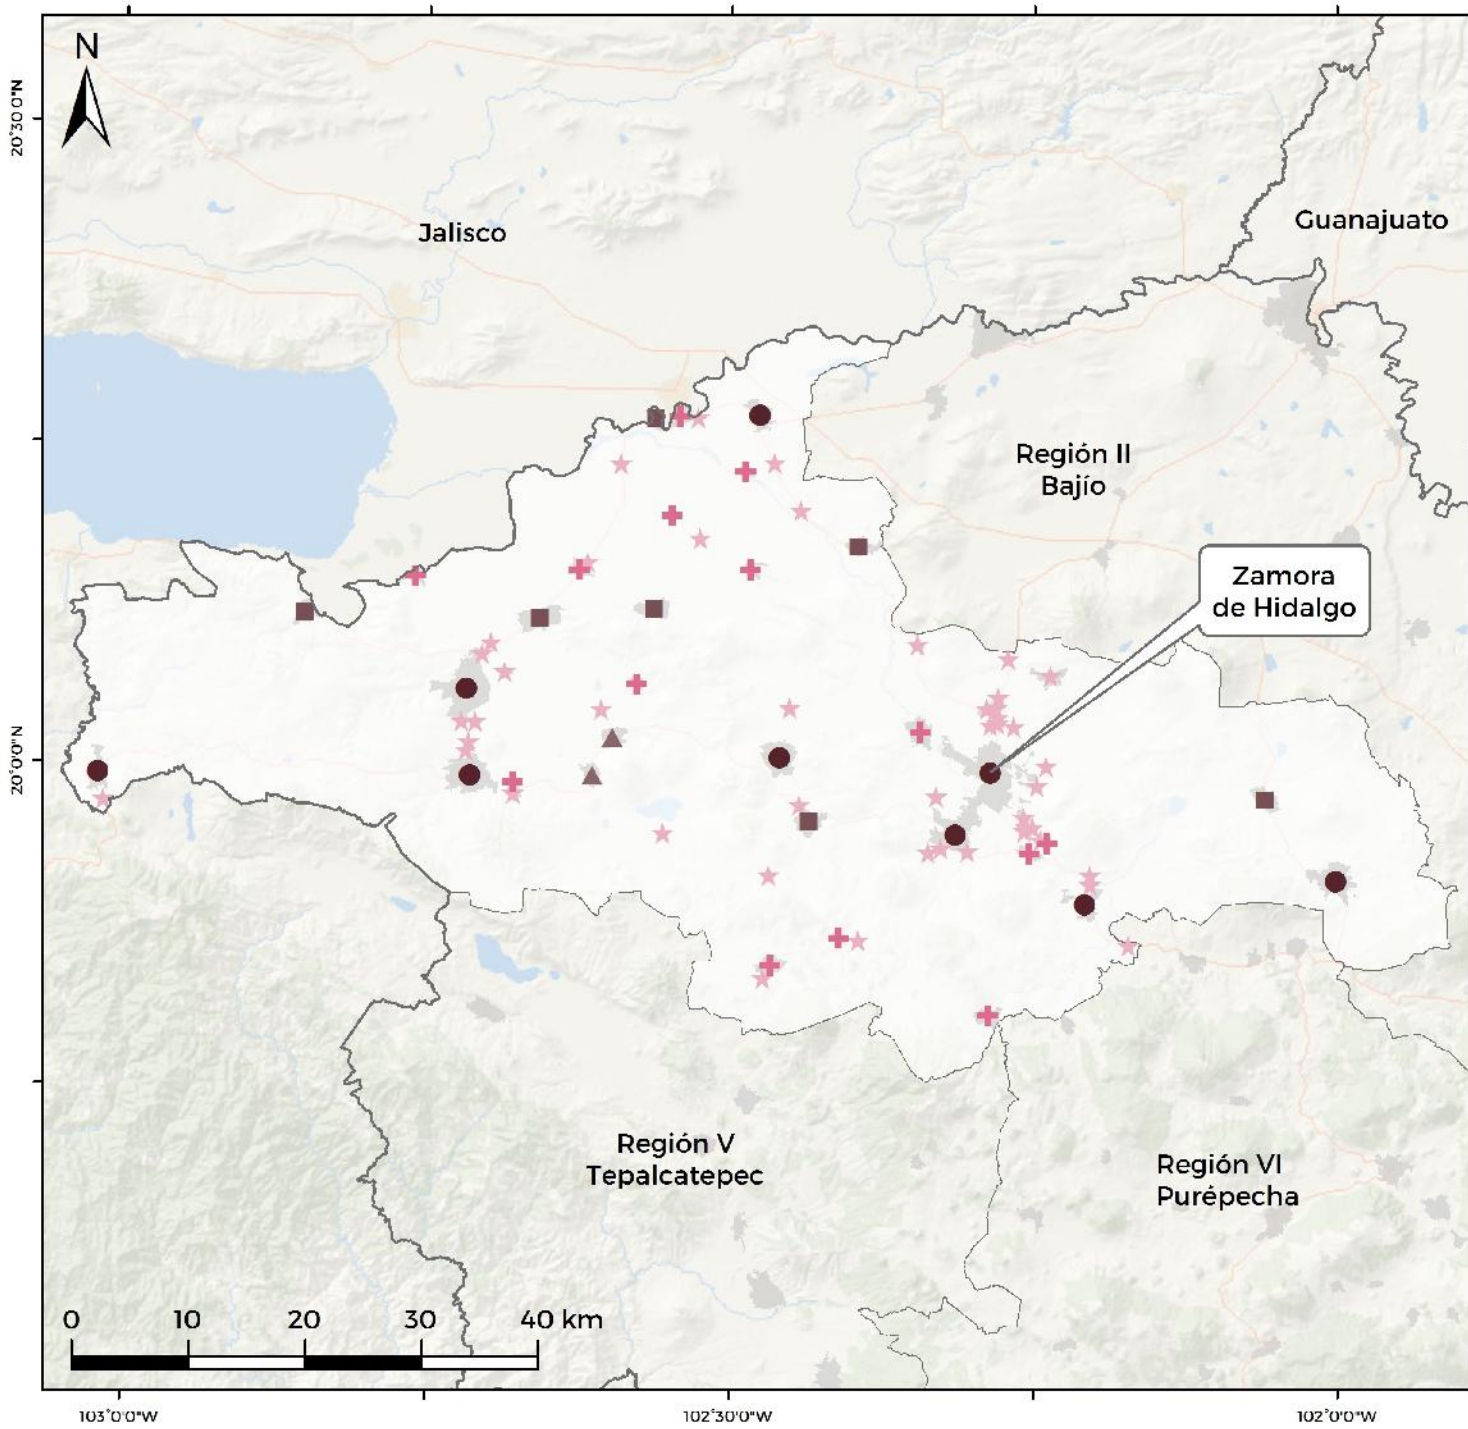 N
20°30'0"N
Jalisco
Guanajuato
Región II
Bajío
Zamora
de Hidalgo
20°0'0"N
Región V
Tepalcatepec
Región VI
Purépecha
0 10 20 30 40 km
103°0'0"W 102°30'0"W 102°0'0"W